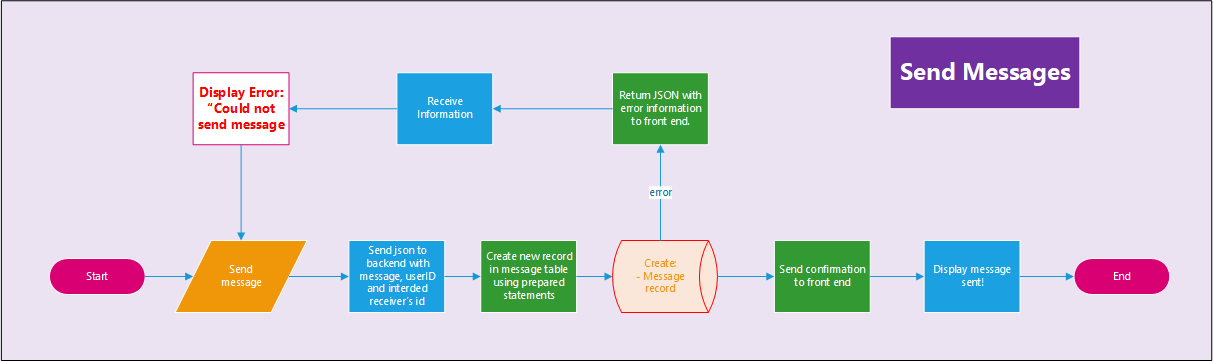 Send Messages
Display Error:
“Could not
send message
Receive
Information
Return JSON with
error information
to front end.
error
Start
Send
message
Send json to
backend with
message, userID
and interded
receiver's id
Create new record
in message table
using prepared
statements
Create:
- Message
record
Send confirmation
to front end
Display message
sent!
End